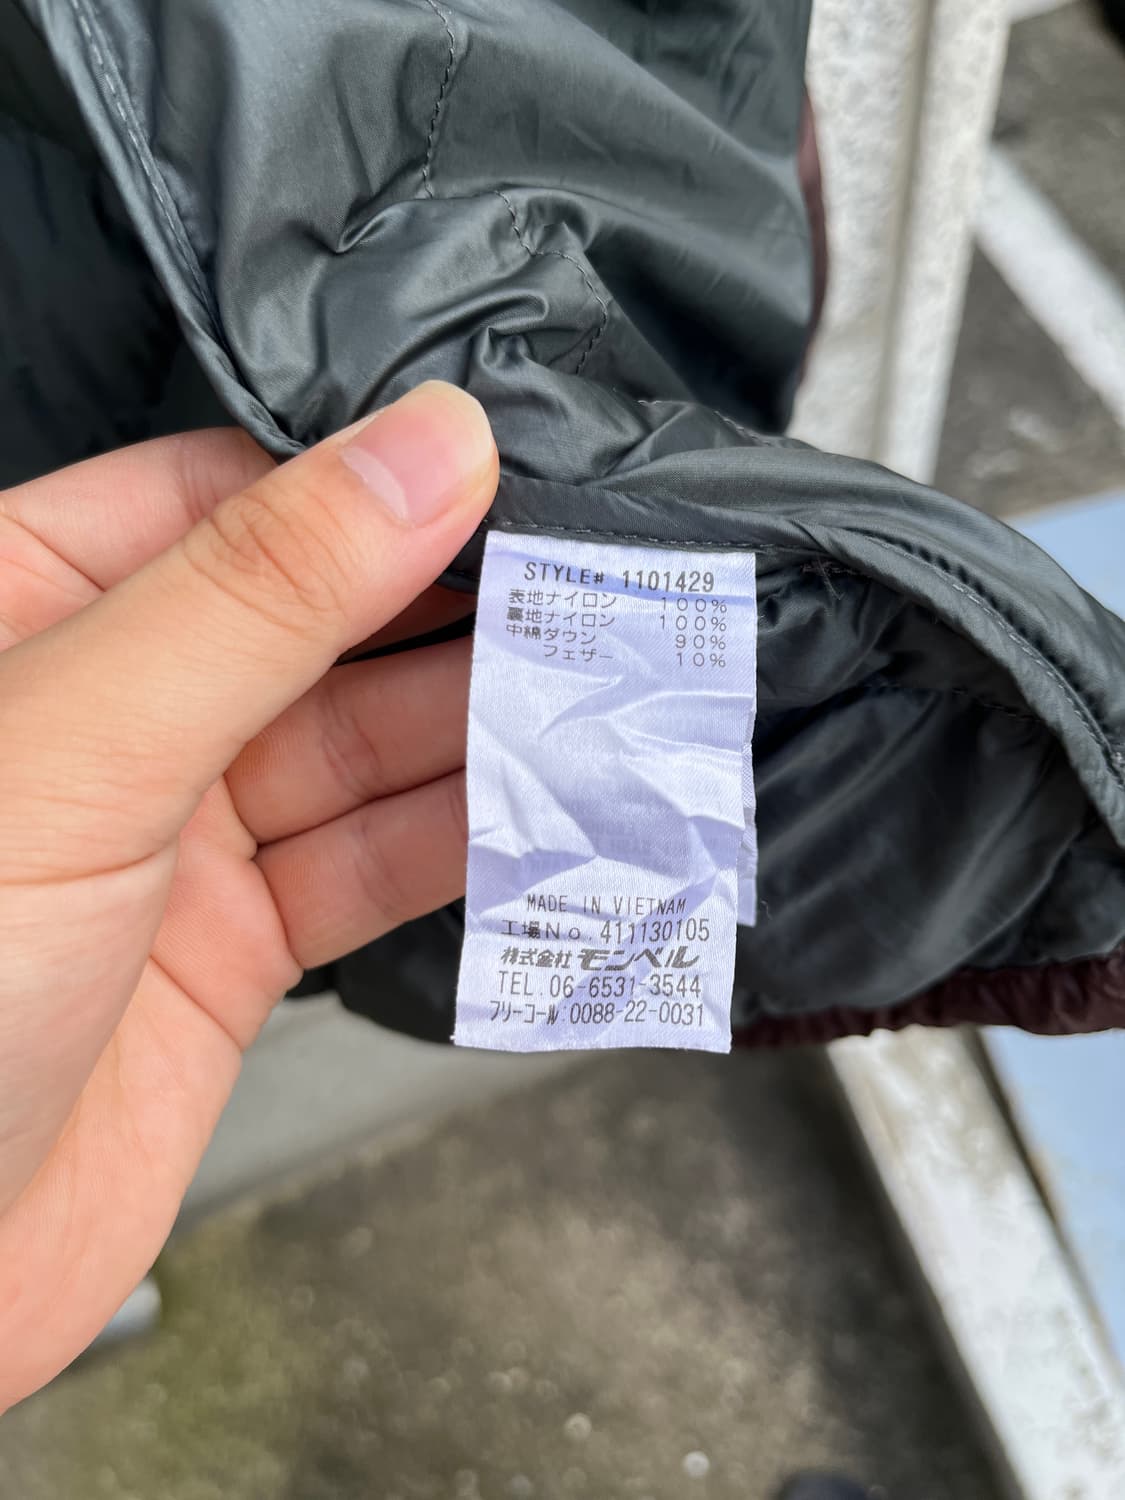 STYLE# 1101429
表地ナイロン 100%
裏地ナイロン 100%
中綿ダウン 90%
フェザー 10%
MADE IN VIETNAM
工場No. 411130105
株式会社 モンベル
TEL.06-6531-3544
フリーコール:0088-22-0031